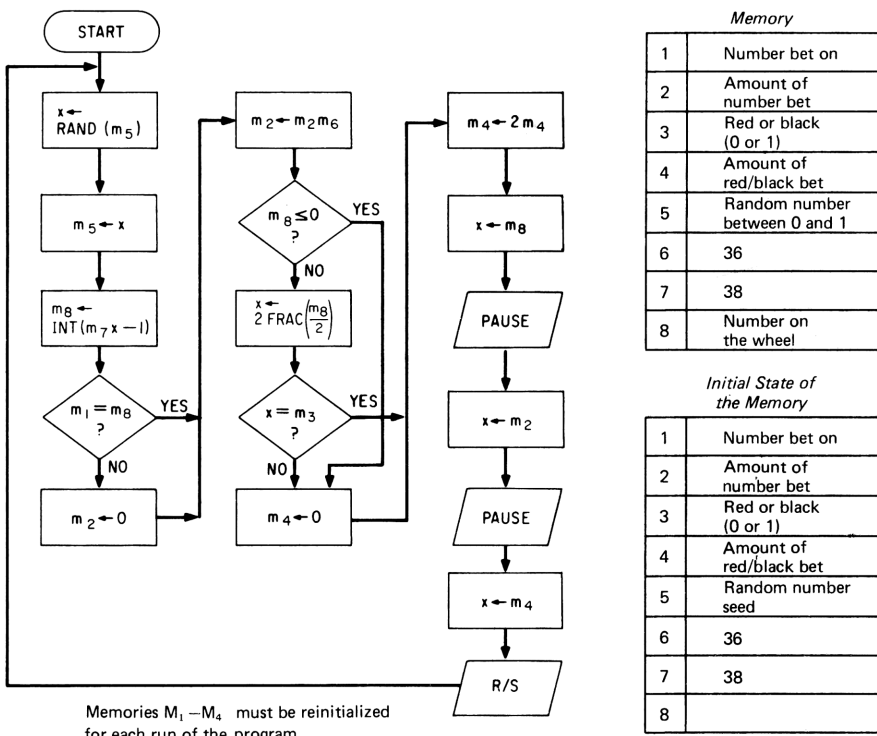 START
x ←
RAND (m₅)
m₅ ← x
m₈ ←
INT(m₇ x − 1)
m₁ = m₈
?
YES
NO
m₂ ← 0
m₂ ← m₂ m₆
m₈ ≤ 0
?
YES
NO
x ←
2 FRAC(m₈/2)
x = m₃
?
YES
NO
m₄ ← 0
m₄ ← 2 m₄
x ← m₈
PAUSE
x ← m₂
PAUSE
x ← m₄
R/S
Memories M₁ – M₄ must be reinitialized
for each run of the program
Memory
1 Number bet on
2 Amount of
number bet
3 Red or black
(0 or 1)
4 Amount of
red/black bet
5 Random number
between 0 and 1
6 36
7 38
8 Number on
the wheel
Initial State of
the Memory
1 Number bet on
2 Amount of
number bet
3 Red or black
(0 or 1)
4 Amount of
red/black bet
5 Random number
seed
6 36
7 38
8